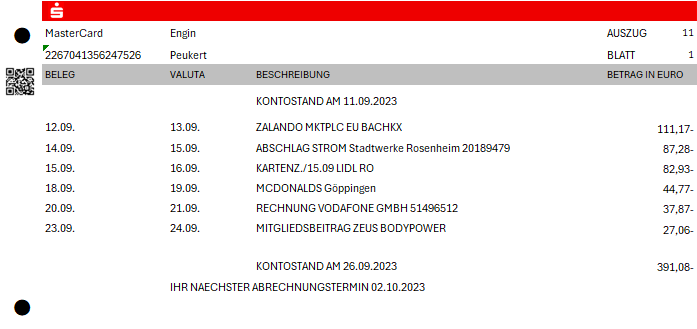 MasterCard Engin AUSZUG 11
2267041356247526 Peukert BLATT 1
BELEG VALUTA BESCHREIBUNG BETRAG IN EURO
KONTOSTAND AM 11.09.2023
12.09. 13.09. ZALANDO MKTPLC EU BACHKX 111,17-
14.09. 15.09. ABSCHLAG STROM Stadtwerke Rosenheim 20189479 87,28-
15.09. 16.09. KARTENZ./15.09 LIDL RO 82,93-
18.09. 19.09. MCDONALDS Göppingen 44,77-
20.09. 21.09. RECHNUNG VODAFONE GMBH 51496512 37,87-
23.09. 24.09. MITGLIEDSBEITRAG ZEUS BODYPOWER 27,06-
KONTOSTAND AM 26.09.2023 391,08-
IHR NAECHSTER ABRECHNUNGSTERMIN 02.10.2023